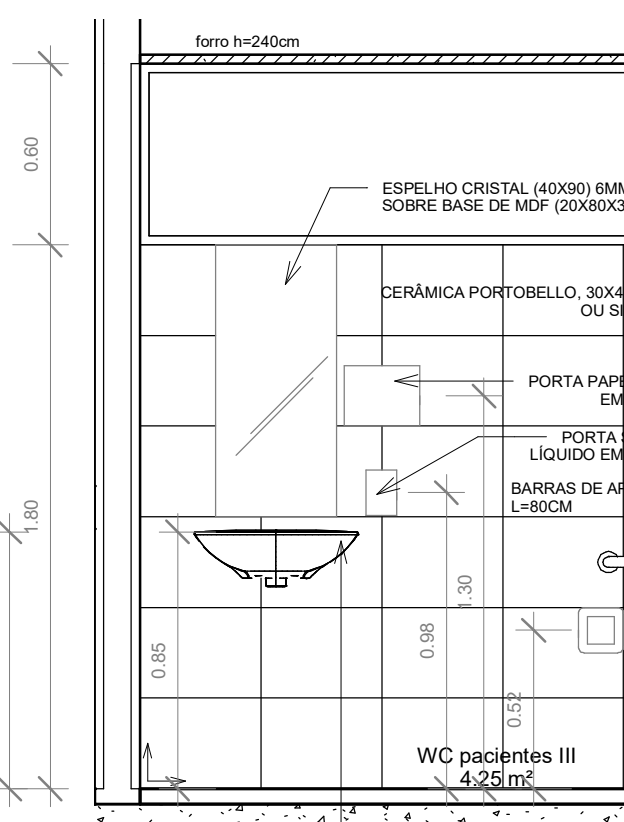 forro h=240cm
0.60
ESPELHO CRISTAL (40X90) 6MM
SOBRE BASE DE MDF (20X80X3
CERÂMICA PORTOBELLO, 30X4
OU SI
PORTA PAPE
EM
PORTA S
LÍQUIDO EM
BARRAS DE AP
L=80CM
1.80
1.30
0.98
0.85
0.52
WC pacientes III
4.25 m²